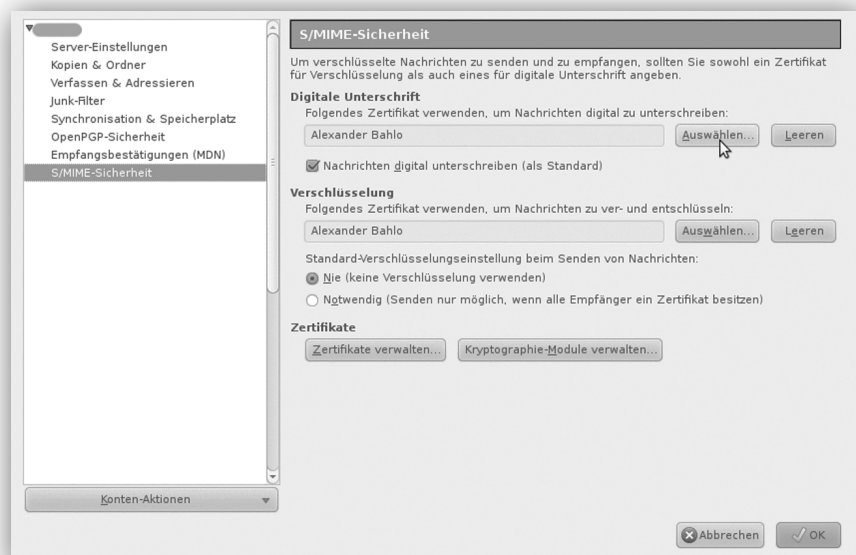 Server-Einstellungen
Kopien & Ordner
Verfassen & Adressieren
Junk-Filter
Synchronisation & Speicherplatz
OpenPGP-Sicherheit
Empfangsbestätigungen (MDN)
S/MIME-Sicherheit
Konten-Aktionen
S/MIME-Sicherheit
Um verschlüsselte Nachrichten zu senden und zu empfangen, sollten Sie sowohl ein Zertifikat
für Verschlüsselung als auch eines für digitale Unterschrift angeben.
Digitale Unterschrift
Folgendes Zertifikat verwenden, um Nachrichten digital zu unterschreiben:
Alexander Bahlo Auswählen... Leeren
Nachrichten digital unterschreiben (als Standard)
Verschlüsselung
Folgendes Zertifikat verwenden, um Nachrichten zu ver- und entschlüsseln:
Alexander Bahlo Auswählen... Leeren
Standard-Verschlüsselungseinstellung beim Senden von Nachrichten:
Nie (keine Verschlüsselung verwenden)
Notwendig (Senden nur möglich, wenn alle Empfänger ein Zertifikat besitzen)
Zertifikate
Zertifikate verwalten... Kryptographie-Module verwalten...
Abbrechen OK